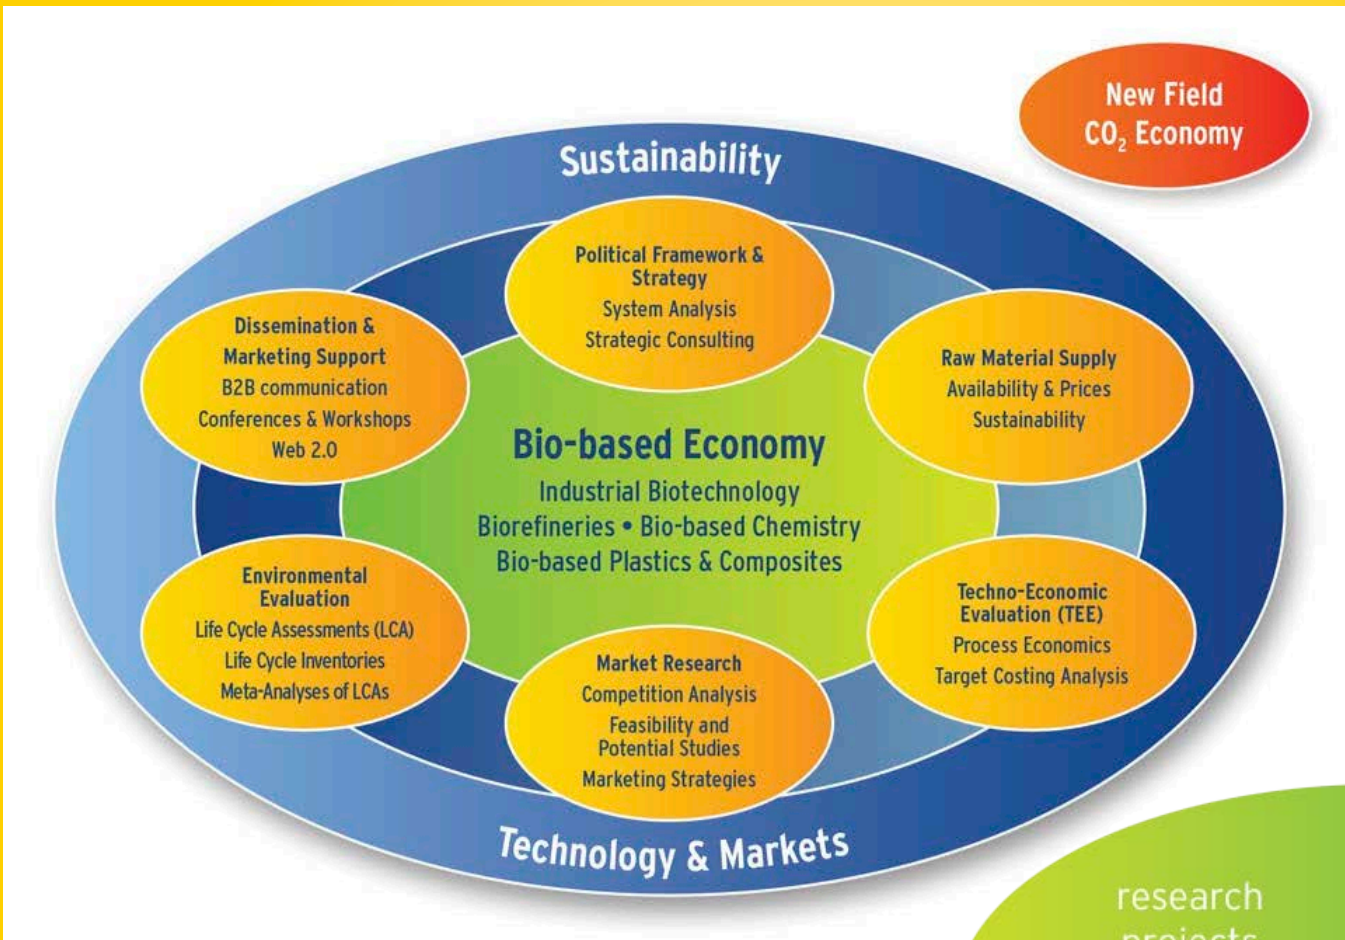 New Field
CO₂ Economy
Sustainability
Political Framework &
Strategy
System Analysis
Strategic Consulting
Dissemination &
Marketing Support
B2B communication
Conferences & Workshops
Web 2.0
Raw Material Supply
Availability & Prices
Sustainability
Bio-based Economy
Industrial Biotechnology
Biorefineries • Bio-based Chemistry
Bio-based Plastics & Composites
Environmental
Evaluation
Life Cycle Assessments (LCA)
Life Cycle Inventories
Meta-Analyses of LCAs
Techno-Economic
Evaluation (TEE)
Process Economics
Target Costing Analysis
Market Research
Competition Analysis
Feasibility and
Potential Studies
Marketing Strategies
Technology & Markets
research
projects